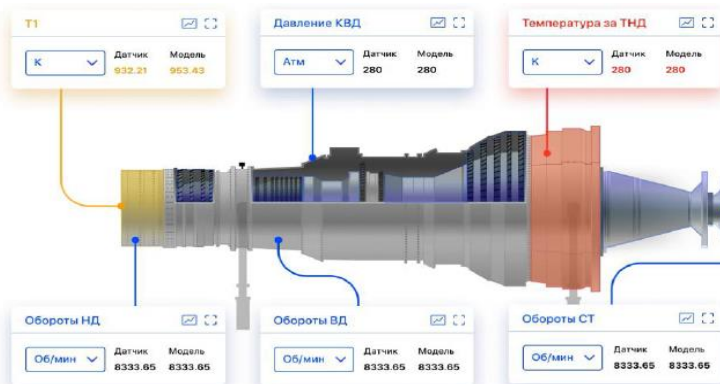 Т1
Датчик Модель
К 932.21 953.43
Давление КВД
Датчик Модель
Атм 280 280
Температура за ТНД
Датчик Модель
К 280 280
Обороты НД
Датчик Модель
Об/мин 8333.65 8333.65
Обороты ВД
Датчик Модель
Об/мин 8333.65 8333.65
Обороты СТ
Датчик Модель
Об/мин 8333.65 8333.65